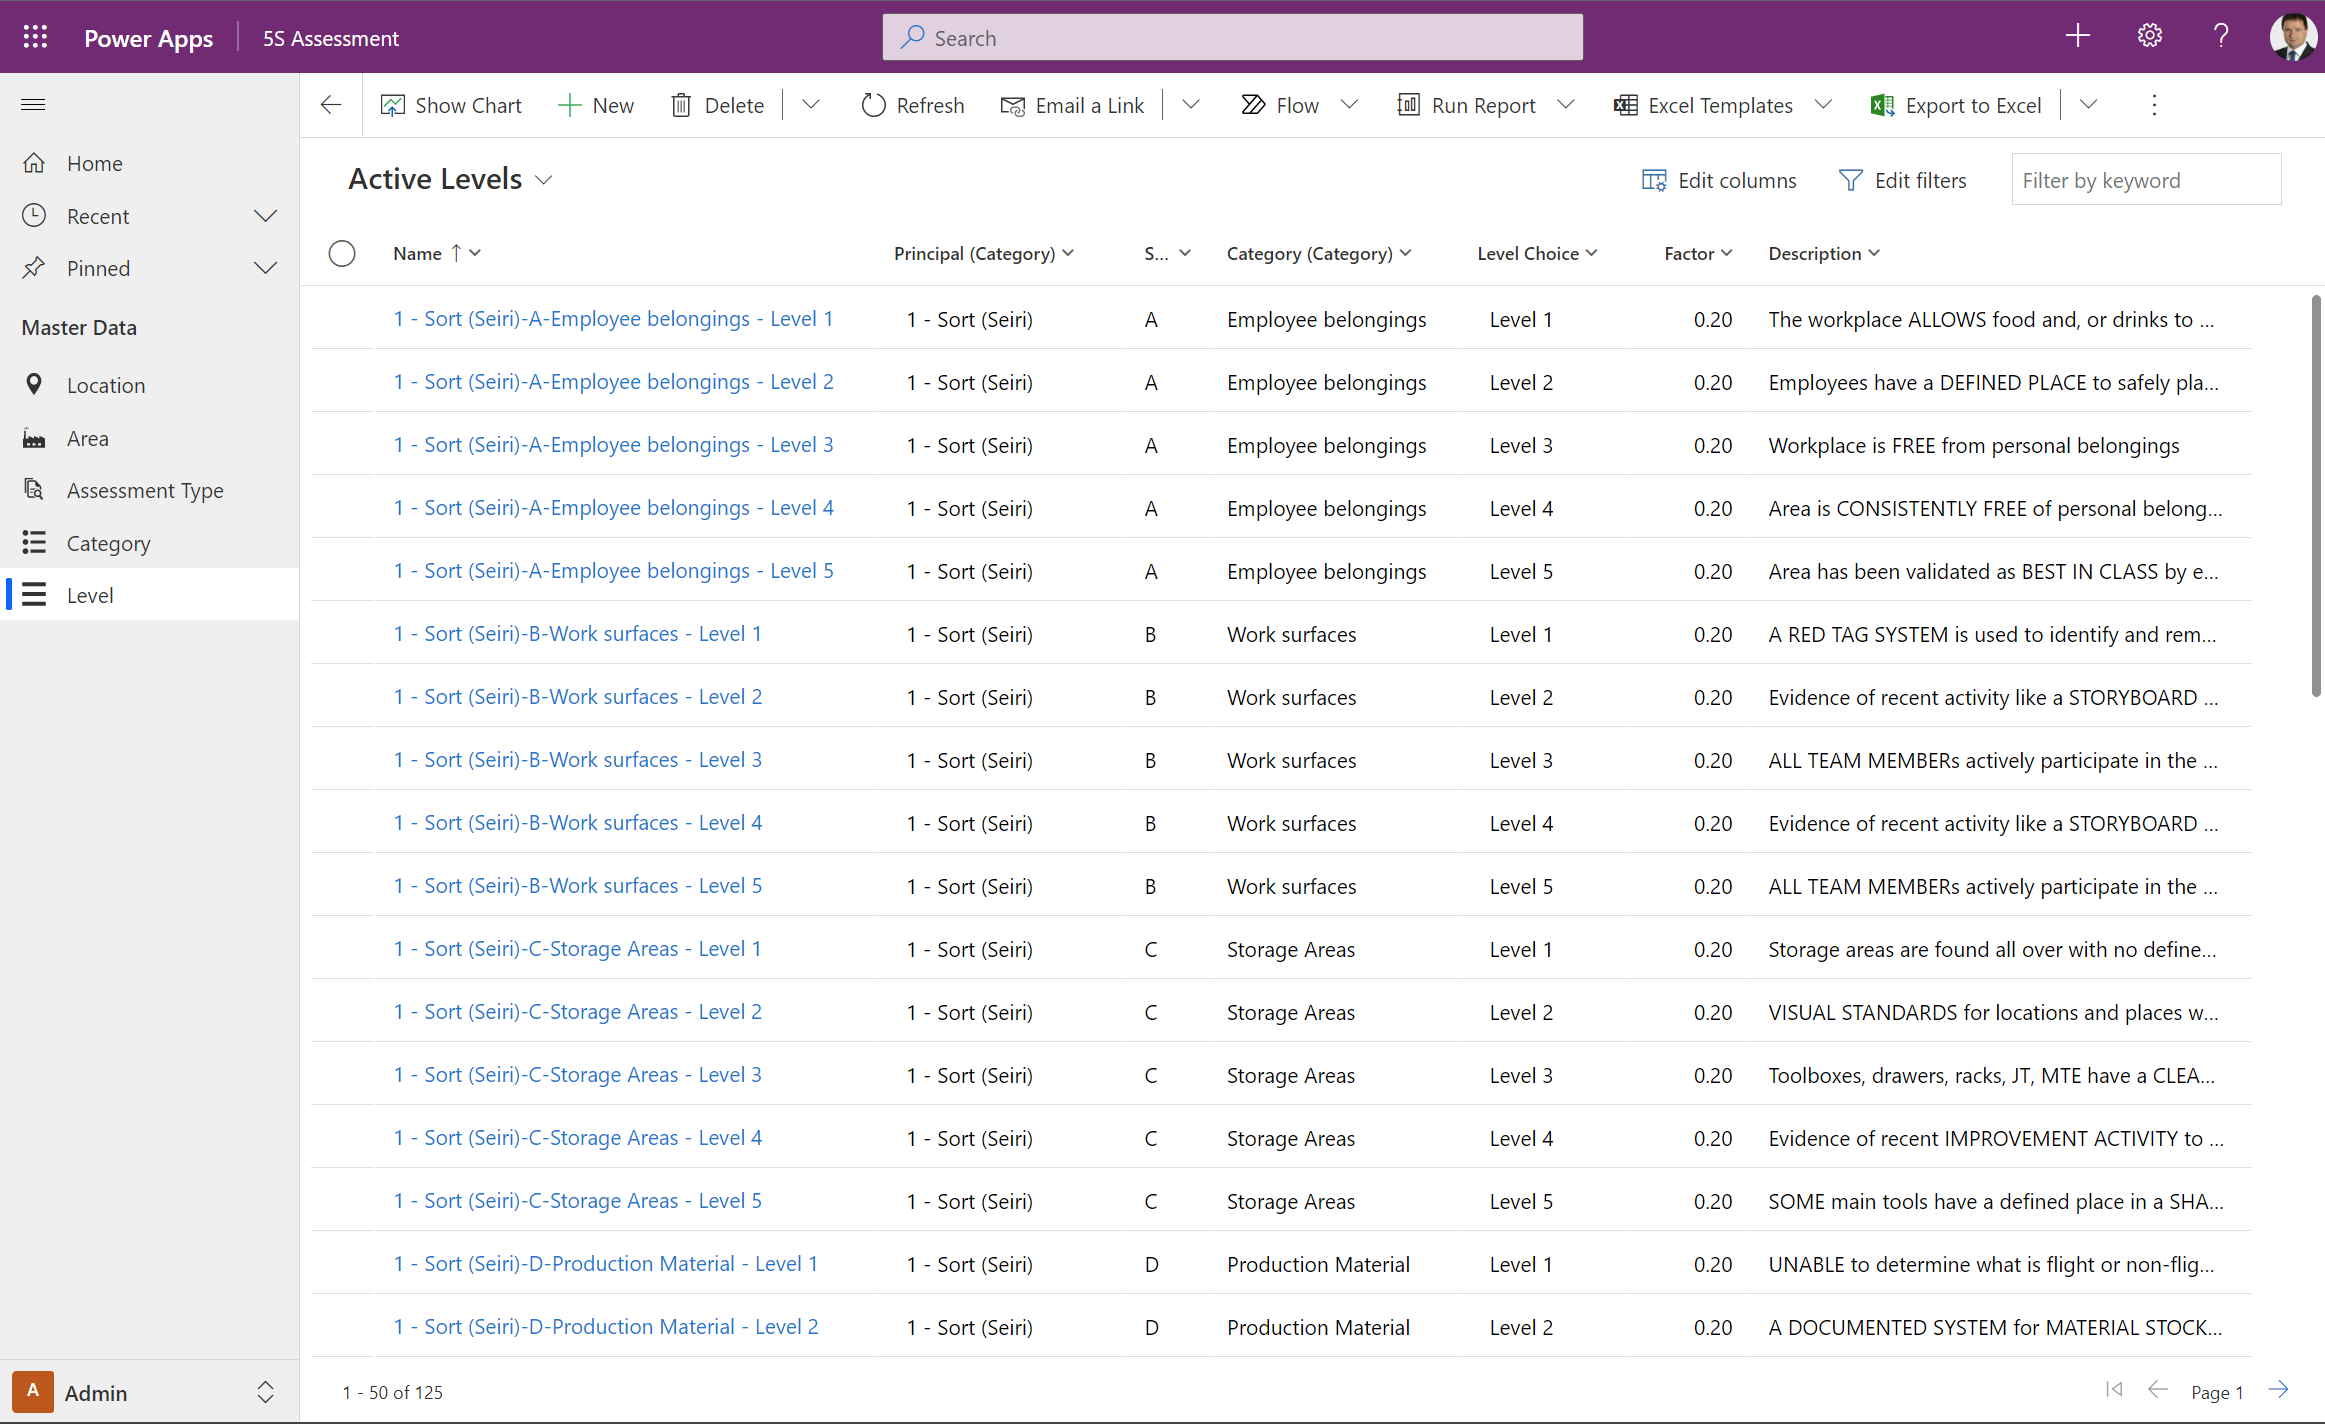 Power Apps 5S Assessment Search
Show Chart New Delete Refresh Email a Link Flow Run Report Excel Templates Export to Excel
Home
Recent
Pinned
Master Data
Location
Area
Assessment Type
Category
Level
A Admin
Active Levels Edit columns Edit filters Filter by keyword
Name ↑ Principal (Category) S... Category (Category) Level Choice Factor Description
1 - Sort (Seiri)-A-Employee belongings - Level 1 1 - Sort (Seiri) A Employee belongings Level 1 0.20 The workplace ALLOWS food and, or drinks to ...
1 - Sort (Seiri)-A-Employee belongings - Level 2 1 - Sort (Seiri) A Employee belongings Level 2 0.20 Employees have a DEFINED PLACE to safely pla...
1 - Sort (Seiri)-A-Employee belongings - Level 3 1 - Sort (Seiri) A Employee belongings Level 3 0.20 Workplace is FREE from personal belongings
1 - Sort (Seiri)-A-Employee belongings - Level 4 1 - Sort (Seiri) A Employee belongings Level 4 0.20 Area is CONSISTENTLY FREE of personal belong...
1 - Sort (Seiri)-A-Employee belongings - Level 5 1 - Sort (Seiri) A Employee belongings Level 5 0.20 Area has been validated as BEST IN CLASS by e...
1 - Sort (Seiri)-B-Work surfaces - Level 1 1 - Sort (Seiri) B Work surfaces Level 1 0.20 A RED TAG SYSTEM is used to identify and rem...
1 - Sort (Seiri)-B-Work surfaces - Level 2 1 - Sort (Seiri) B Work surfaces Level 2 0.20 Evidence of recent activity like a STORYBOARD ...
1 - Sort (Seiri)-B-Work surfaces - Level 3 1 - Sort (Seiri) B Work surfaces Level 3 0.20 ALL TEAM MEMBERs actively participate in the ...
1 - Sort (Seiri)-B-Work surfaces - Level 4 1 - Sort (Seiri) B Work surfaces Level 4 0.20 Evidence of recent activity like a STORYBOARD ...
1 - Sort (Seiri)-B-Work surfaces - Level 5 1 - Sort (Seiri) B Work surfaces Level 5 0.20 ALL TEAM MEMBERs actively participate in the ...
1 - Sort (Seiri)-C-Storage Areas - Level 1 1 - Sort (Seiri) C Storage Areas Level 1 0.20 Storage areas are found all over with no define...
1 - Sort (Seiri)-C-Storage Areas - Level 2 1 - Sort (Seiri) C Storage Areas Level 2 0.20 VISUAL STANDARDS for locations and places w...
1 - Sort (Seiri)-C-Storage Areas - Level 3 1 - Sort (Seiri) C Storage Areas Level 3 0.20 Toolboxes, drawers, racks, JT, MTE have a CLEA...
1 - Sort (Seiri)-C-Storage Areas - Level 4 1 - Sort (Seiri) C Storage Areas Level 4 0.20 Evidence of recent IMPROVEMENT ACTIVITY to ...
1 - Sort (Seiri)-C-Storage Areas - Level 5 1 - Sort (Seiri) C Storage Areas Level 5 0.20 SOME main tools have a defined place in a SHA...
1 - Sort (Seiri)-D-Production Material - Level 1 1 - Sort (Seiri) D Production Material Level 1 0.20 UNABLE to determine what is flight or non-flig...
1 - Sort (Seiri)-D-Production Material - Level 2 1 - Sort (Seiri) D Production Material Level 2 0.20 A DOCUMENTED SYSTEM for MATERIAL STOCK...
1 - 50 of 125 Page 1